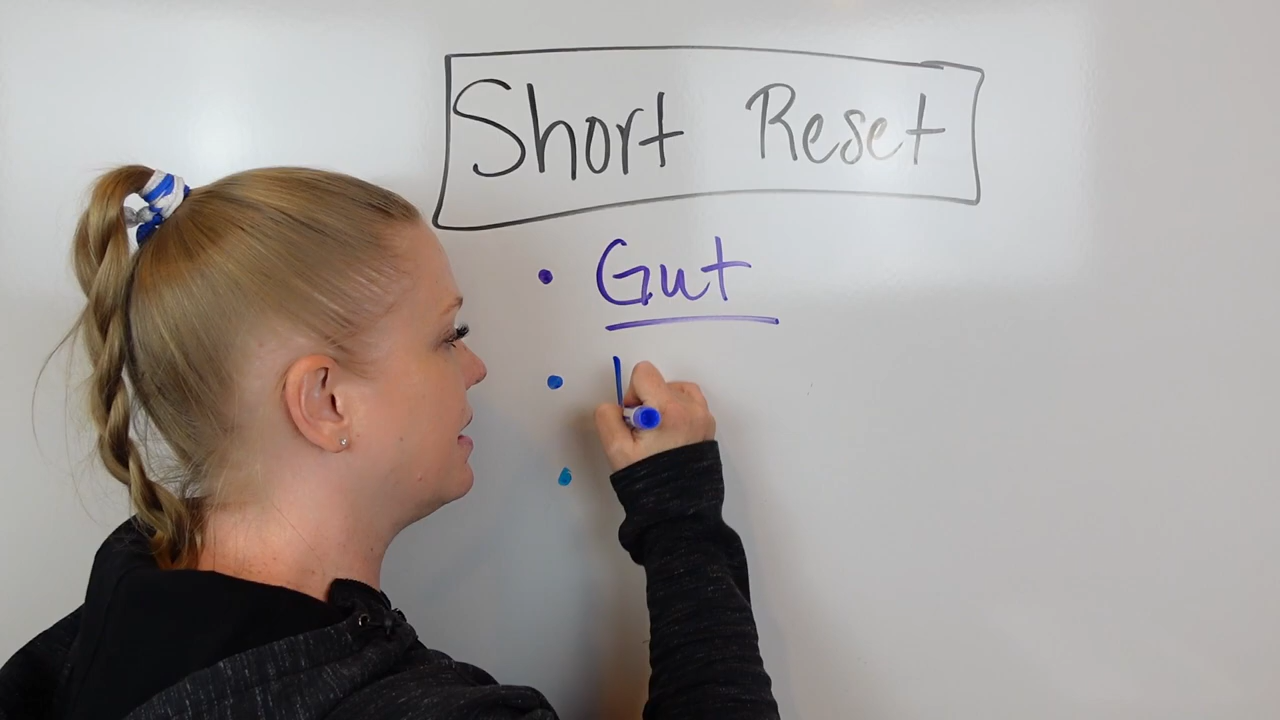 Short Reset
• Gut
•
•